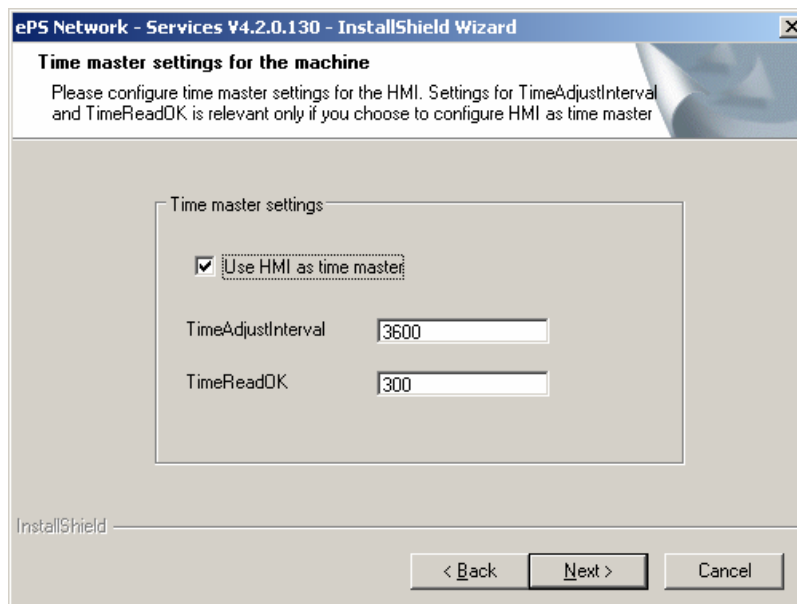 ePS Network - Services V4.2.0.130 - InstallShield Wizard
Time master settings for the machine
Please configure time master settings for the HMI. Settings for TimeAdjustInterval
and TimeReadOK is relevant only if you choose to configure HMI as time master
Time master settings
Use HMI as time master
TimeAdjustInterval 3600
TimeReadOK 300
InstallShield
< Back Next > Cancel